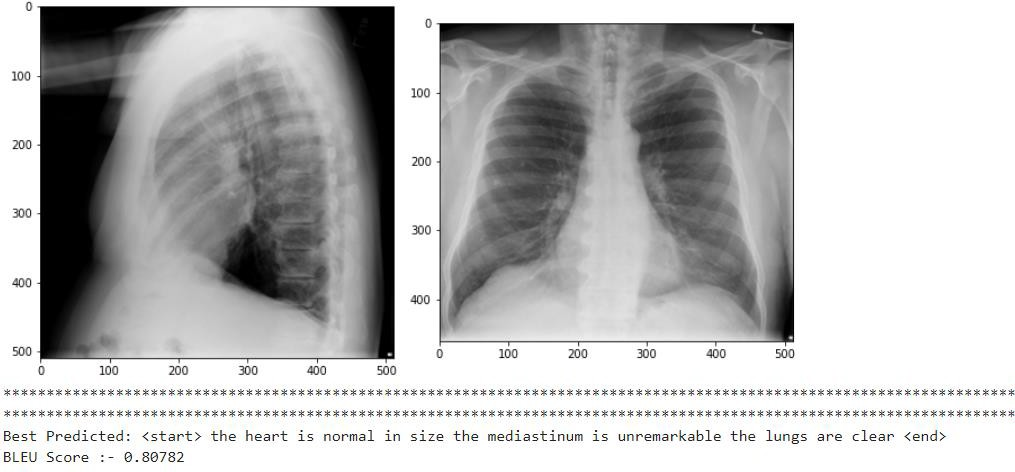 0
100
200
300
400
500
0 100 200 300 400 500
L
0
100
200
300
400
0 100 200 300 400 500
*****************************************************************************************************************
*****************************************************************************************************************
Best Predicted: <start> the heart is normal in size the mediastinum is unremarkable the lungs are clear <end>
BLEU Score :- 0.80782